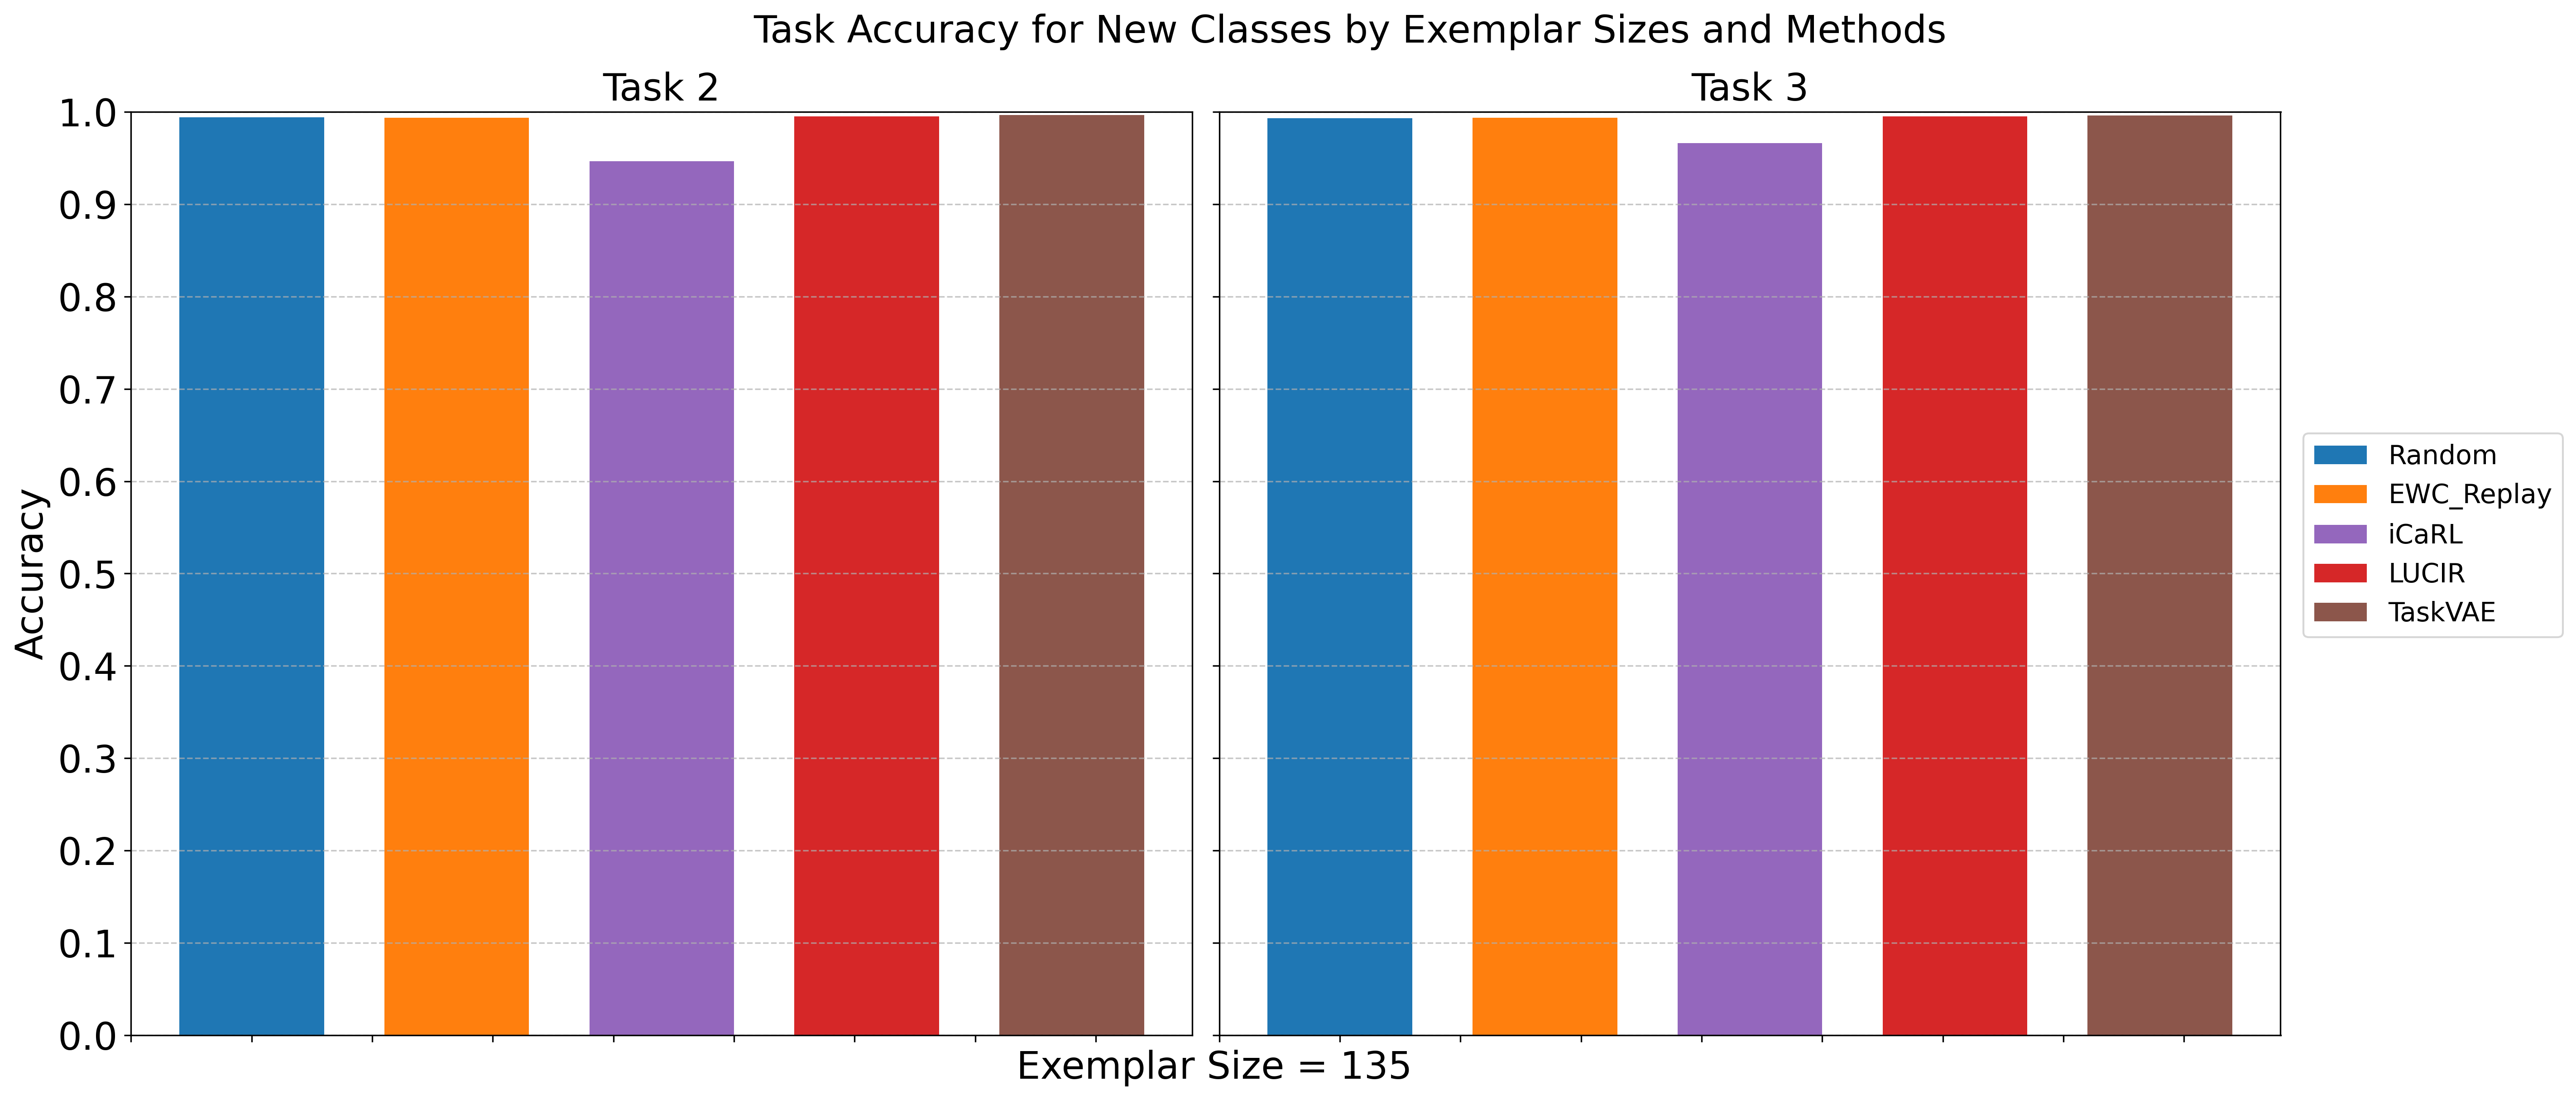 Task Accuracy for New Classes by Exemplar Sizes and Methods
Task 2
Task 3
1.0
0.9
0.8
0.7
0.6
0.5
0.4
0.3
0.2
0.1
0.0
Accuracy
Exemplar Size = 135
Random
EWC_Replay
iCaRL
LUCIR
TaskVAE